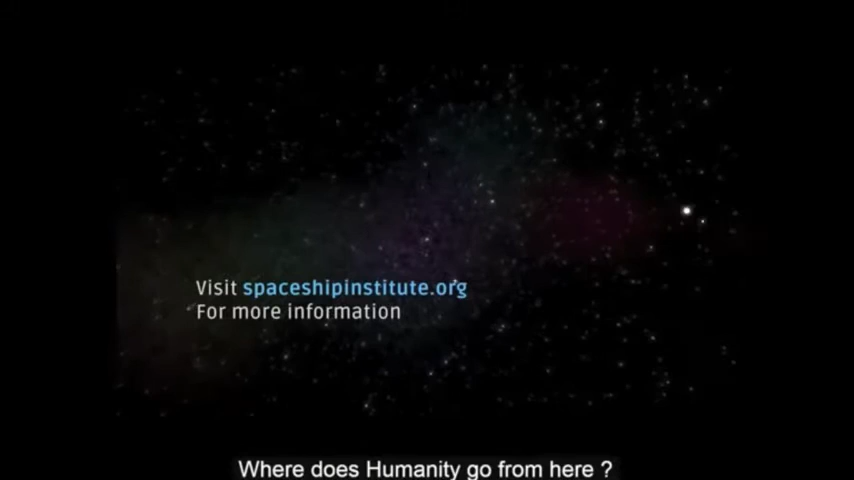 Visit spaceshipinstitute.org
For more information
Where does Humanity go from here ?